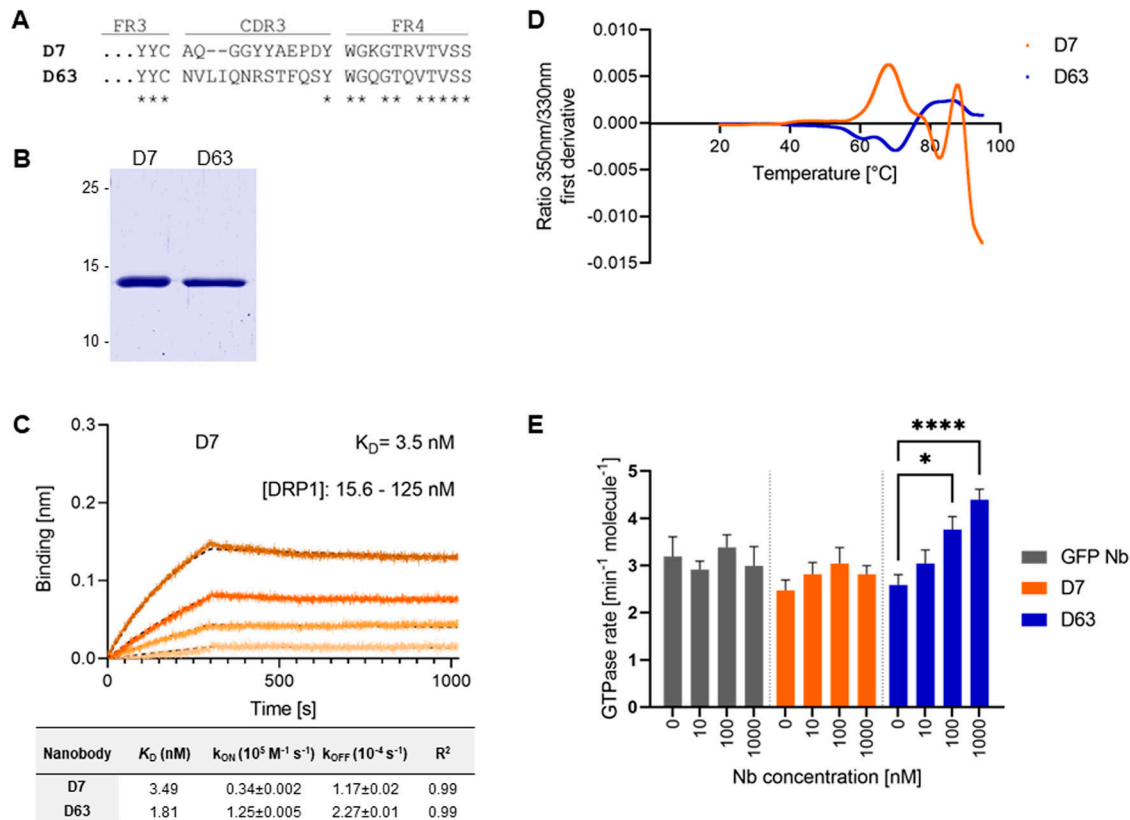 A
FR3 CDR3 FR4
D7 ...YYC AQ--GGYYAEPDY WGKGTRVTVSS
D63 ...YYC NVLIQNRSTFQSY WGQGTQVTVSS
*** * ** ** *****
B
D7 D63
25 -
15 -
10 -
C
D7 KD= 3.5 nM
[DRP1]: 15.6 - 125 nM
Binding [nm]
0.3
0.2
0.1
0.0
0 500 1000
Time [s]
Nanobody KD (nM) kON (10⁵ M⁻¹ s⁻¹) kOFF (10⁻⁴ s⁻¹) R²
D7 3.49 0.34±0.002 1.17±0.02 0.99
D63 1.81 1.25±0.005 2.27±0.01 0.99
D
D7
D63
Ratio 350nm/330nm
first derivative
0.010
0.005
0.000
-0.005
-0.010
-0.015
20 40 60 80 100
Temperature [°C]
E
****
*
GTPase rate [min⁻¹ molecule⁻¹]
5
4
3
2
1
0
0 10 100 1000 0 10 100 1000 0 10 100 1000
Nb concentration [nM]
GFP Nb
D7
D63